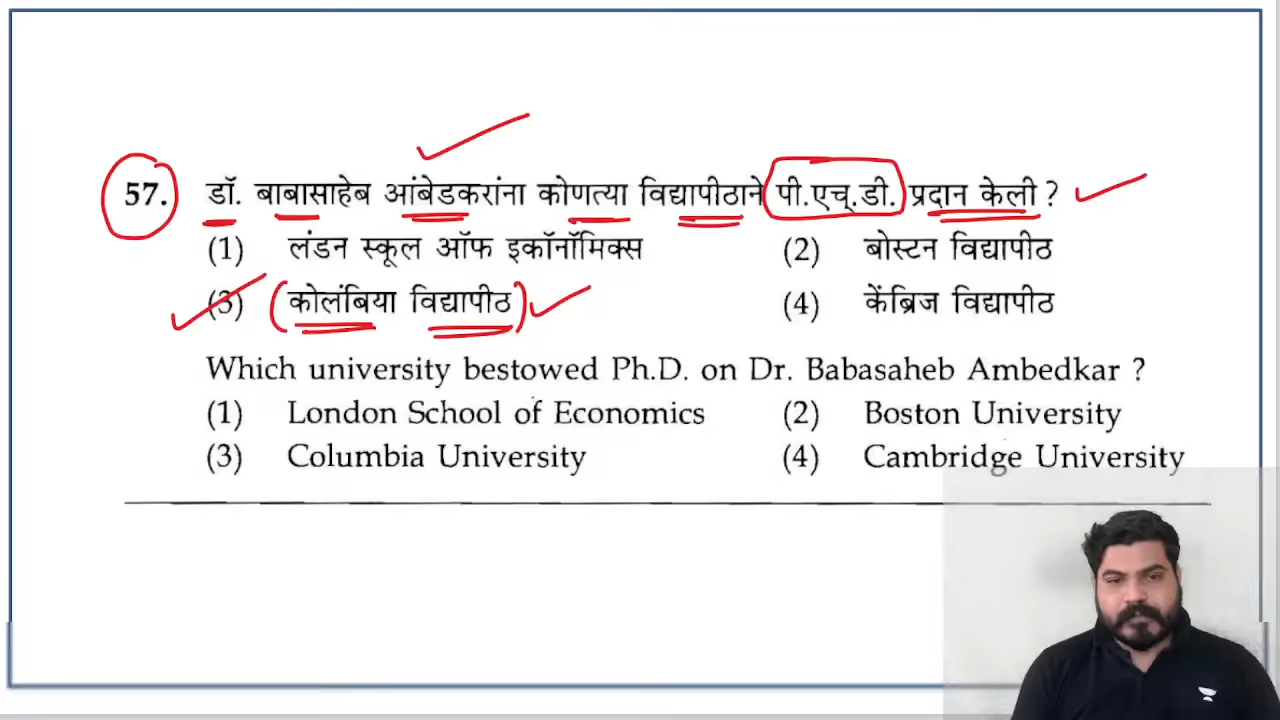 57. डॉ. बाबासाहेब आंबेडकरांना कोणत्या विद्यापीठाने पी.एच्.डी. प्रदान केली ?
(1) लंडन स्कूल ऑफ इकॉनॉमिक्स (2) बोस्टन विद्यापीठ
(3) (कोलंबिया विद्यापीठ) (4) केंब्रिज विद्यापीठ
Which university bestowed Ph.D. on Dr. Babasaheb Ambedkar ?
(1) London School of Economics (2) Boston University
(3) Columbia University (4) Cambridge University